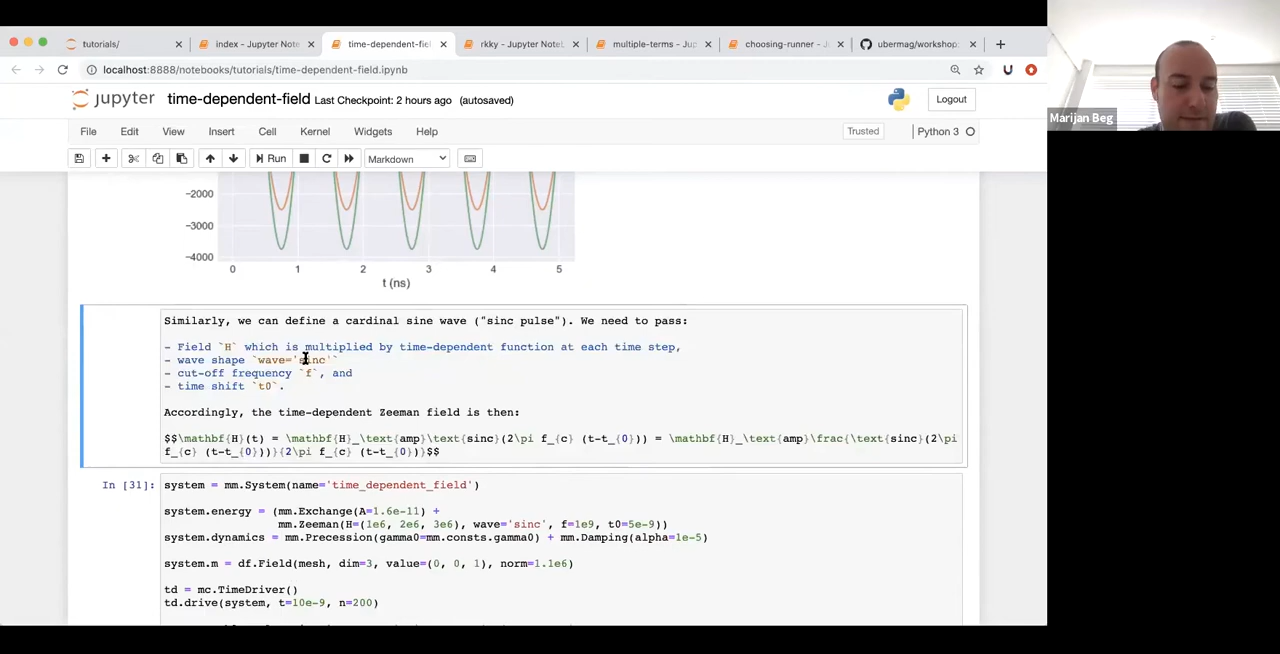 tutorials/
index - Jupyter Note
time-dependent-fiel
rkky - Jupyter Notel
multiple-terms - Jup
choosing-runner - Ju
ubermag/workshop:
localhost:8888/notebooks/tutorials/time-dependent-field.ipynb
jupyter time-dependent-field Last Checkpoint: 2 hours ago (autosaved)
Logout
Marijan Beg
File Edit View Insert Cell Kernel Widgets Help
Trusted
Python 3
Run
Markdown
−2000
−3000
−4000
0 1 2 3 4 5
t (ns)
Similarly, we can define a cardinal sine wave ("sinc pulse"). We need to pass:
- Field `H` which is multiplied by time-dependent function at each time step,
- wave shape `wave='sinc'`
- cut-off frequency `f`, and
- time shift `t0`.
Accordingly, the time-dependent Zeeman field is then:
$$\mathbf{H}(t) = \mathbf{H}_\text{amp}\text{sinc}(2\pi f_{c} (t-t_{0})) = \mathbf{H}_\text{amp}\frac{\text{sinc}(2\pi
f_{c} (t-t_{0}))}{2\pi f_{c} (t-t_{0})}$$
In [31]: system = mm.System(name='time_dependent_field')
system.energy = (mm.Exchange(A=1.6e-11) +
mm.Zeeman(H=(1e6, 2e6, 3e6), wave='sinc', f=1e9, t0=5e-9))
system.dynamics = mm.Precession(gamma0=mm.consts.gamma0) + mm.Damping(alpha=1e-5)
system.m = df.Field(mesh, dim=3, value=(0, 0, 1), norm=1.1e6)
td = mc.TimeDriver()
td.drive(system, t=10e-9, n=200)